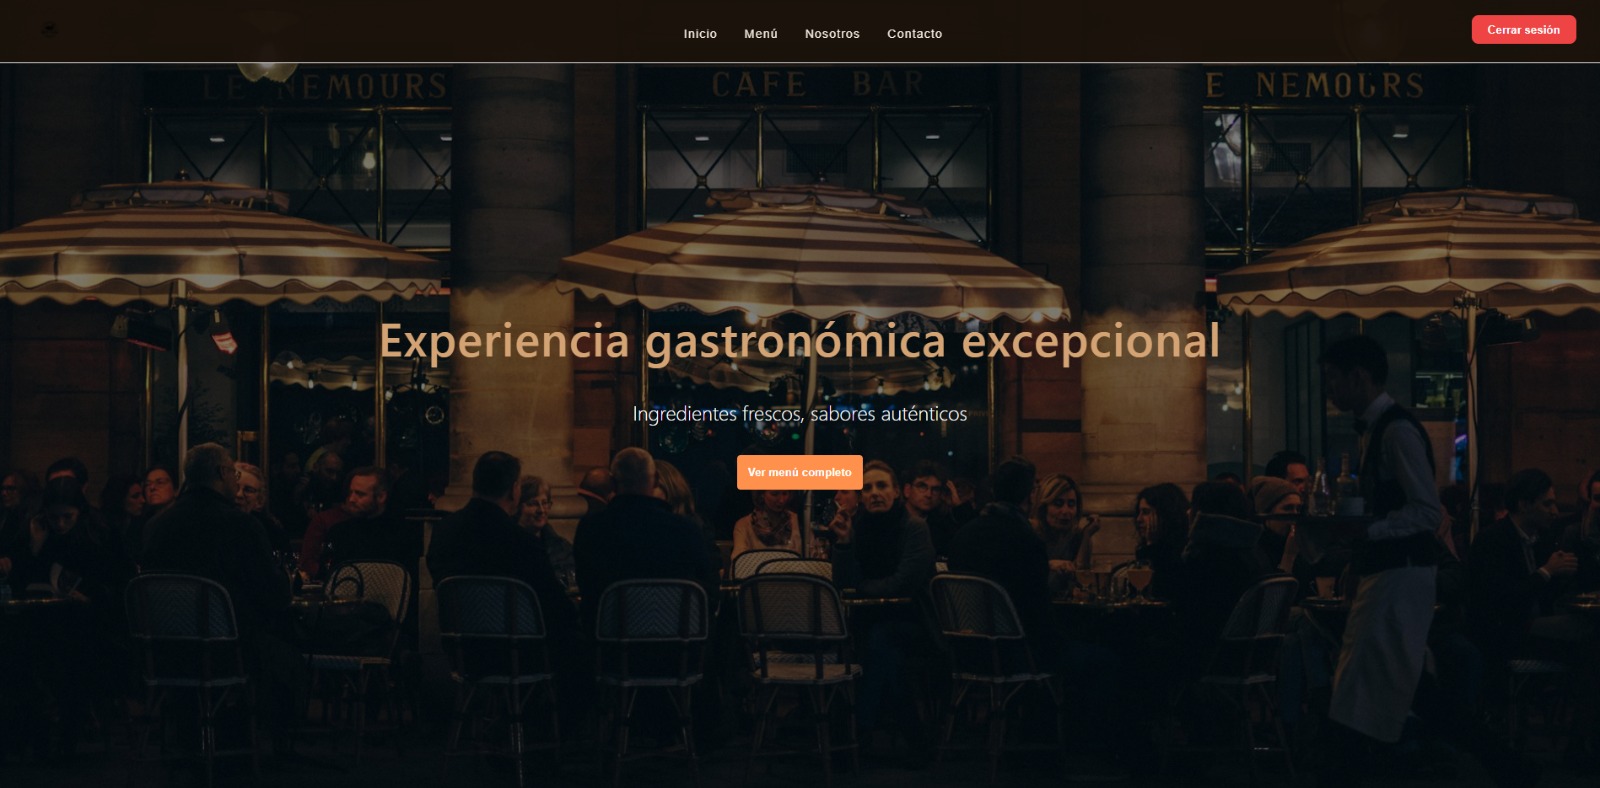 Inicio Menú Nosotros Contacto
Cerrar sesión
LE NEMOURS
CAFE BAR
E NEMOURS
Experiencia gastronómica excepcional
Ingredientes frescos, sabores auténticos
Ver menú completo